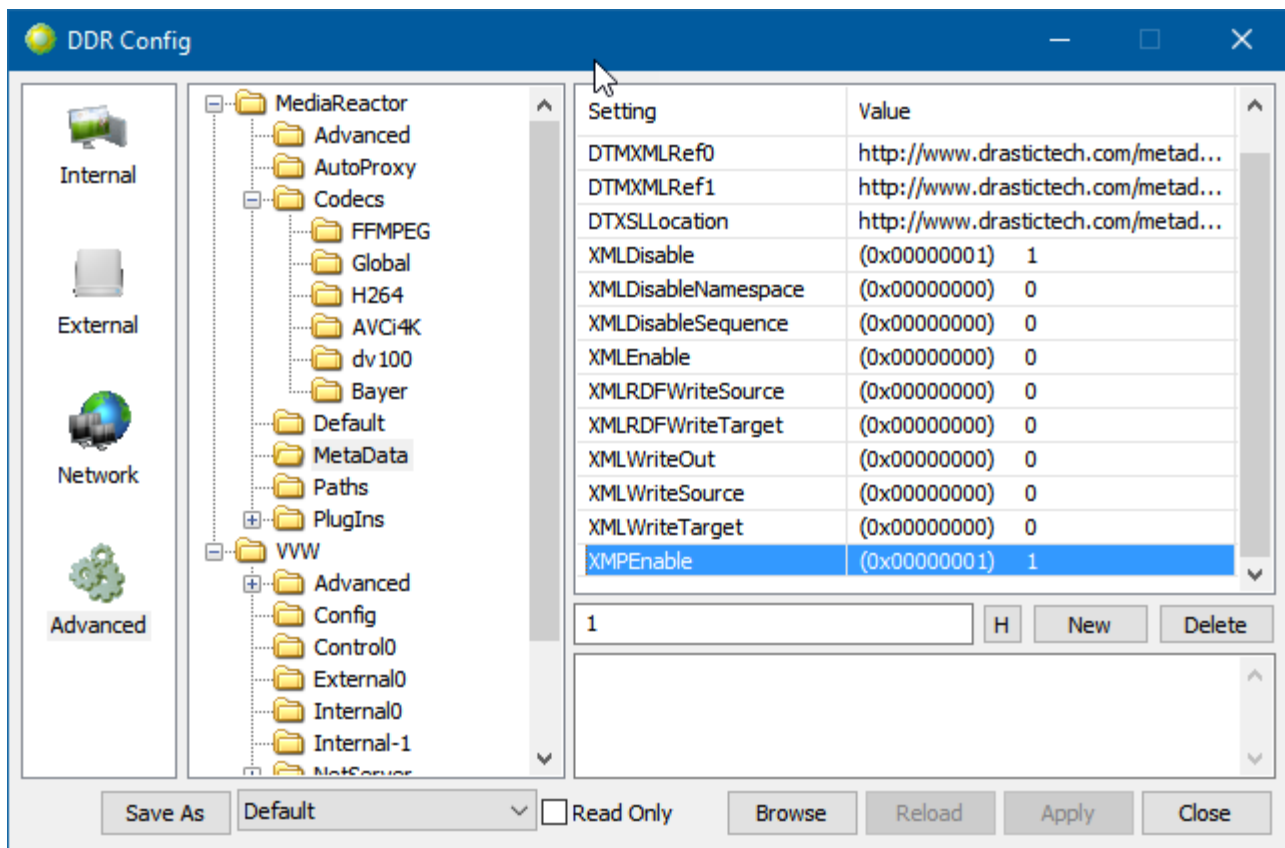 DDR Config
Internal
External
Network
Advanced
MediaReactor
Advanced
AutoProxy
Codecs
FFMPEG
Global
H264
AVCi4K
dv100
Bayer
Default
MetaData
Paths
PlugIns
VVW
Advanced
Config
Control0
External0
Internal0
Internal-1
NetServer
Setting Value
DTMXMLRef0 http://www.drastictech.com/metad...
DTMXMLRef1 http://www.drastictech.com/metad...
DTXSLLocation http://www.drastictech.com/metad...
XMLDisable (0x00000001) 1
XMLDisableNamespace (0x00000000) 0
XMLDisableSequence (0x00000000) 0
XMLEnable (0x00000000) 0
XMLRDFWriteSource (0x00000000) 0
XMLRDFWriteTarget (0x00000000) 0
XMLWriteOut (0x00000000) 0
XMLWriteSource (0x00000000) 0
XMLWriteTarget (0x00000000) 0
XMPEnable (0x00000001) 1
1 H New Delete
Save As Default Read Only Browse Reload Apply Close